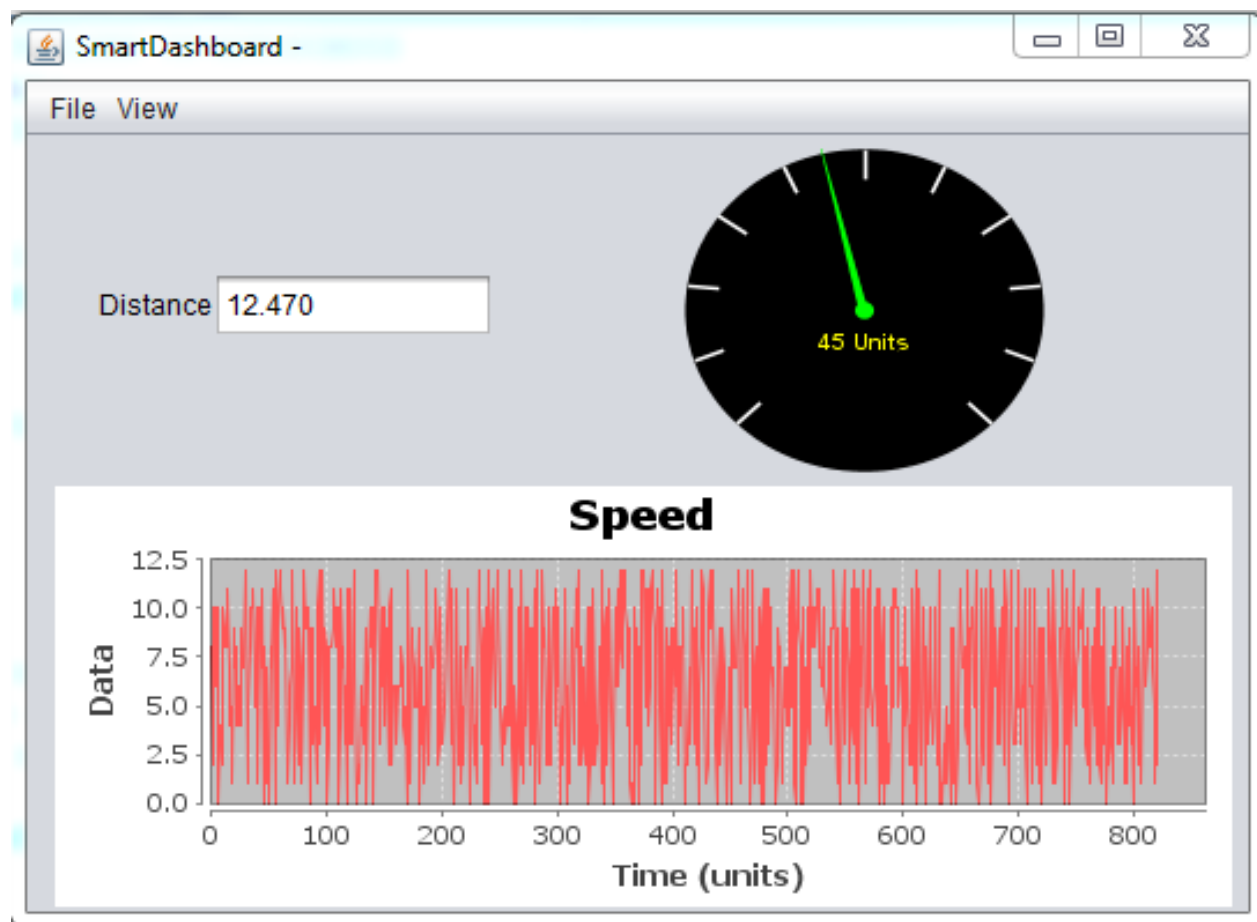 SmartDashboard -
File View
Distance 12.470
45 Units
Speed
12.5
10.0
7.5
5.0
2.5
0.0
Data
0 100 200 300 400 500 600 700 800
Time (units)